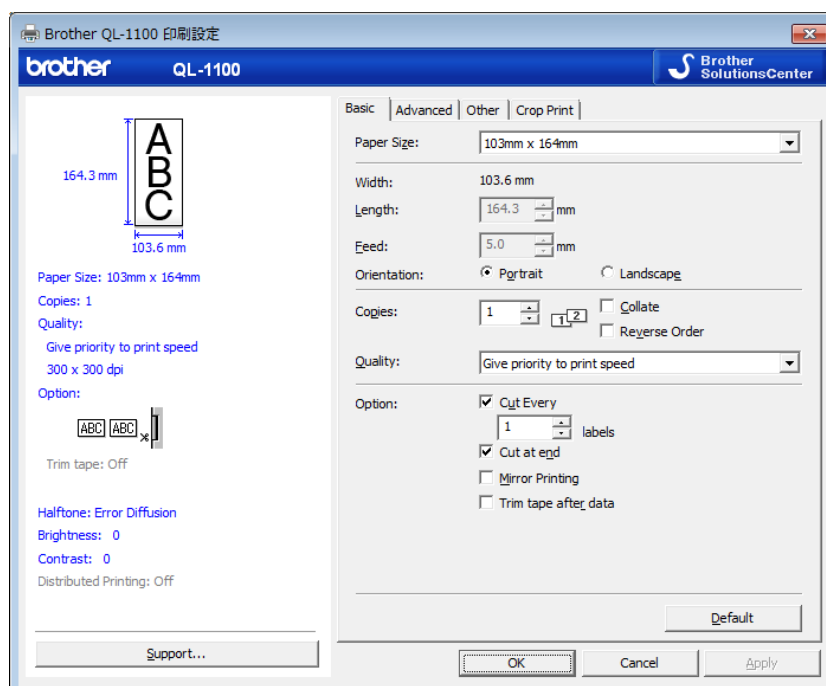 Brother QL-1100 印刷設定
brother QL-1100 Brother SolutionsCenter
A
B
C
164.3 mm
103.6 mm
Paper Size: 103mm x 164mm
Copies: 1
Quality:
Give priority to print speed
300 x 300 dpi
Option:
ABC ABC
Trim tape: Off
Halftone: Error Diffusion
Brightness: 0
Contrast: 0
Distributed Printing: Off
Support...
Basic Advanced Other Crop Print
Paper Size: 103mm x 164mm
Width: 103.6 mm
Length: 164.3 mm
Feed: 5.0 mm
Orientation: Portrait Landscape
Copies: 1 1 2 Collate
Reverse Order
Quality: Give priority to print speed
Option: Cut Every
1 labels
Cut at end
Mirror Printing
Trim tape after data
Default
OK Cancel Apply